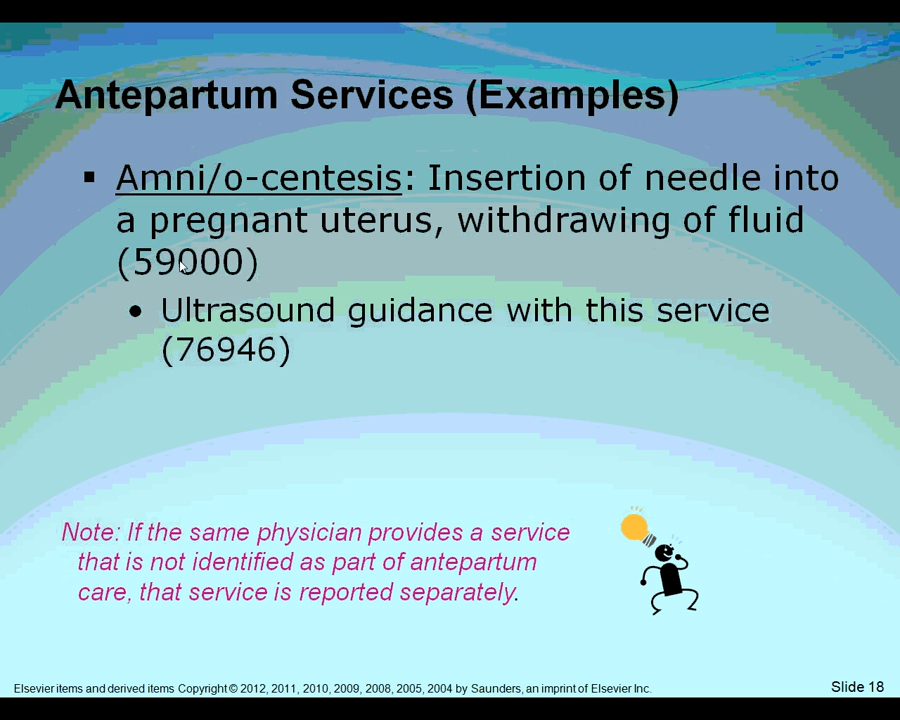 Antepartum Services (Examples)
▪ Amni/o-centesis: Insertion of needle into
a pregnant uterus, withdrawing of fluid
(59000)
• Ultrasound guidance with this service
(76946)
Note: If the same physician provides a service
that is not identified as part of antepartum
care, that service is reported separately.
Elsevier items and derived items Copyright © 2012, 2011, 2010, 2009, 2008, 2005, 2004 by Saunders, an imprint of Elsevier Inc.
Slide 18